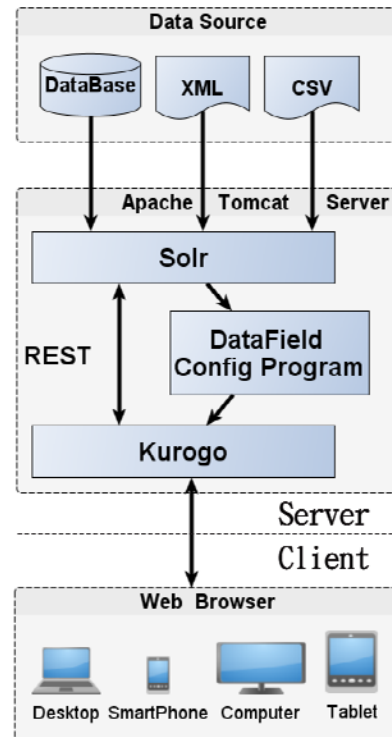 Data Source
DataBase XML CSV
Apache Tomcat Server
Solr
REST
DataField
Config Program
Kurogo
Server
Client
Web Browser
Desktop SmartPhone Computer Tablet